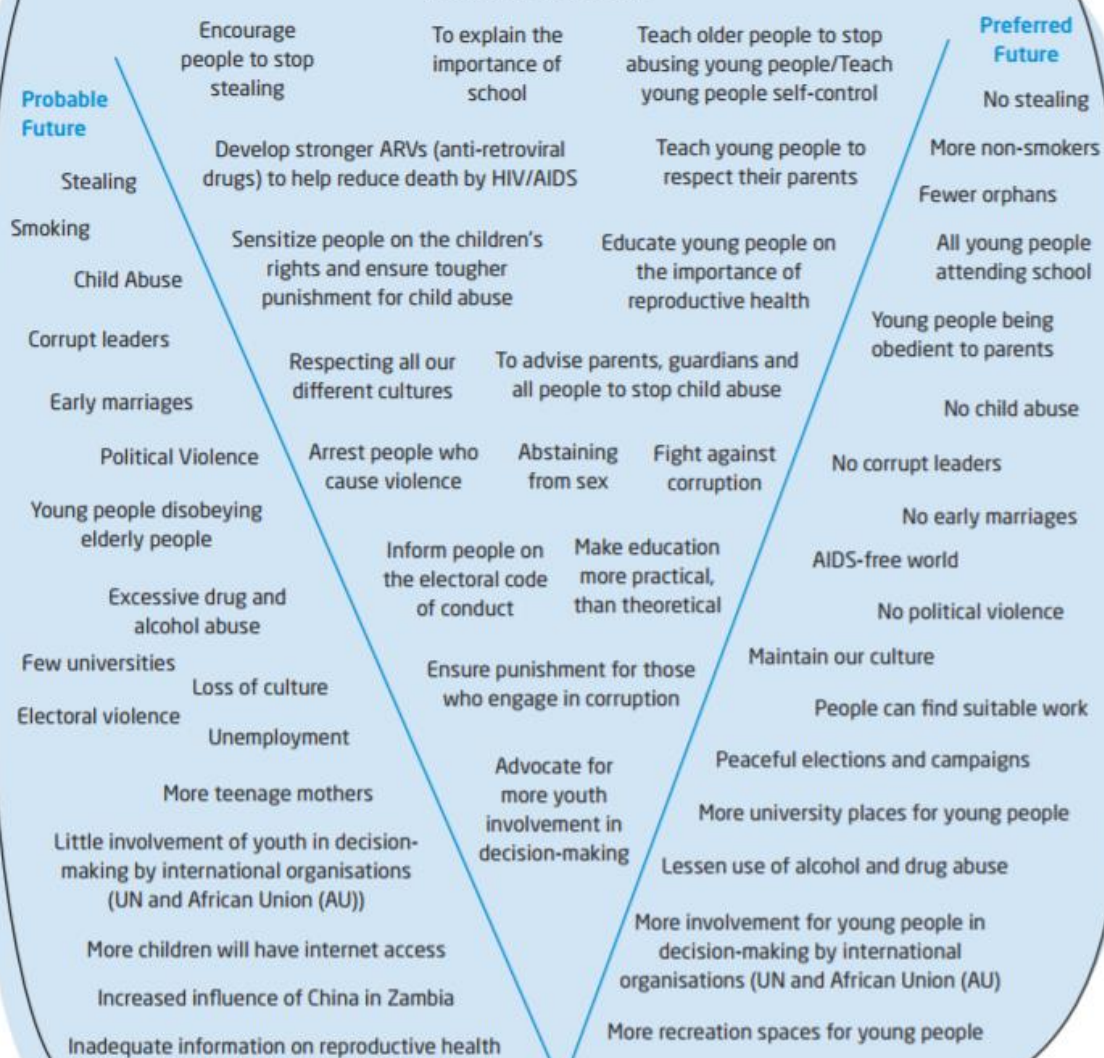 Probable
Future
Stealing
Smoking
Child Abuse
Corrupt leaders
Early marriages
Political Violence
Young people disobeying
elderly people
Excessive drug and
alcohol abuse
Few universities
Loss of culture
Electoral violence
Unemployment
More teenage mothers
Little involvement of youth in decision-
making by international organisations
(UN and African Union (AU))
More children will have internet access
Increased influence of China in Zambia
Inadequate information on reproductive health
Encourage
people to stop
stealing
To explain the
importance of
school
Teach older people to stop
abusing young people/Teach
young people self-control
Develop stronger ARVs (anti-retroviral
drugs) to help reduce death by HIV/AIDS
Teach young people to
respect their parents
Sensitize people on the children's
rights and ensure tougher
punishment for child abuse
Educate young people on
the importance of
reproductive health
Respecting all our
different cultures
To advise parents, guardians and
all people to stop child abuse
Arrest people who
cause violence
Abstaining
from sex
Fight against
corruption
Inform people on
the electoral code
of conduct
Make education
more practical,
than theoretical
Ensure punishment for those
who engage in corruption
Advocate for
more youth
involvement in
decision-making
Preferred
Future
No stealing
More non-smokers
Fewer orphans
All young people
attending school
Young people being
obedient to parents
No child abuse
No corrupt leaders
No early marriages
AIDS-free world
No political violence
Maintain our culture
People can find suitable work
Peaceful elections and campaigns
More university places for young people
Lessen use of alcohol and drug abuse
More involvement for young people in
decision-making by international
organisations (UN and African Union (AU)
More recreation spaces for young people